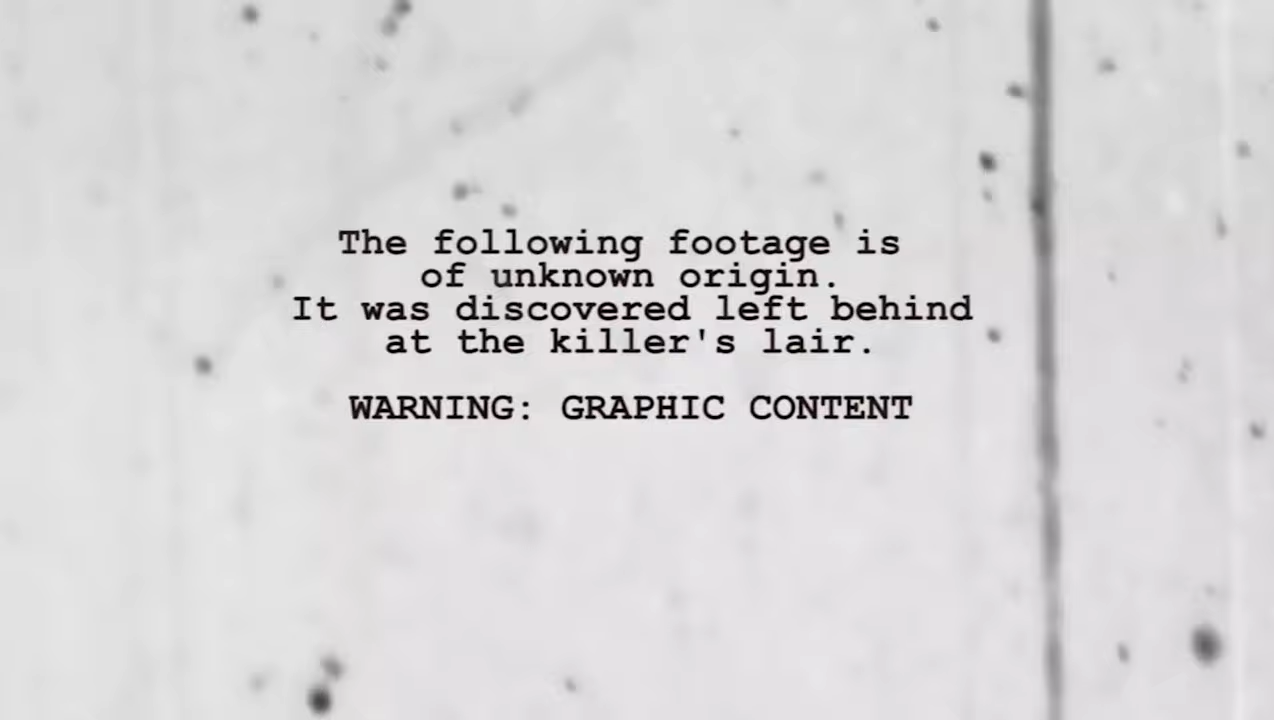 The following footage is
of unknown origin.
It was discovered left behind
at the killer's lair.
WARNING: GRAPHIC CONTENT